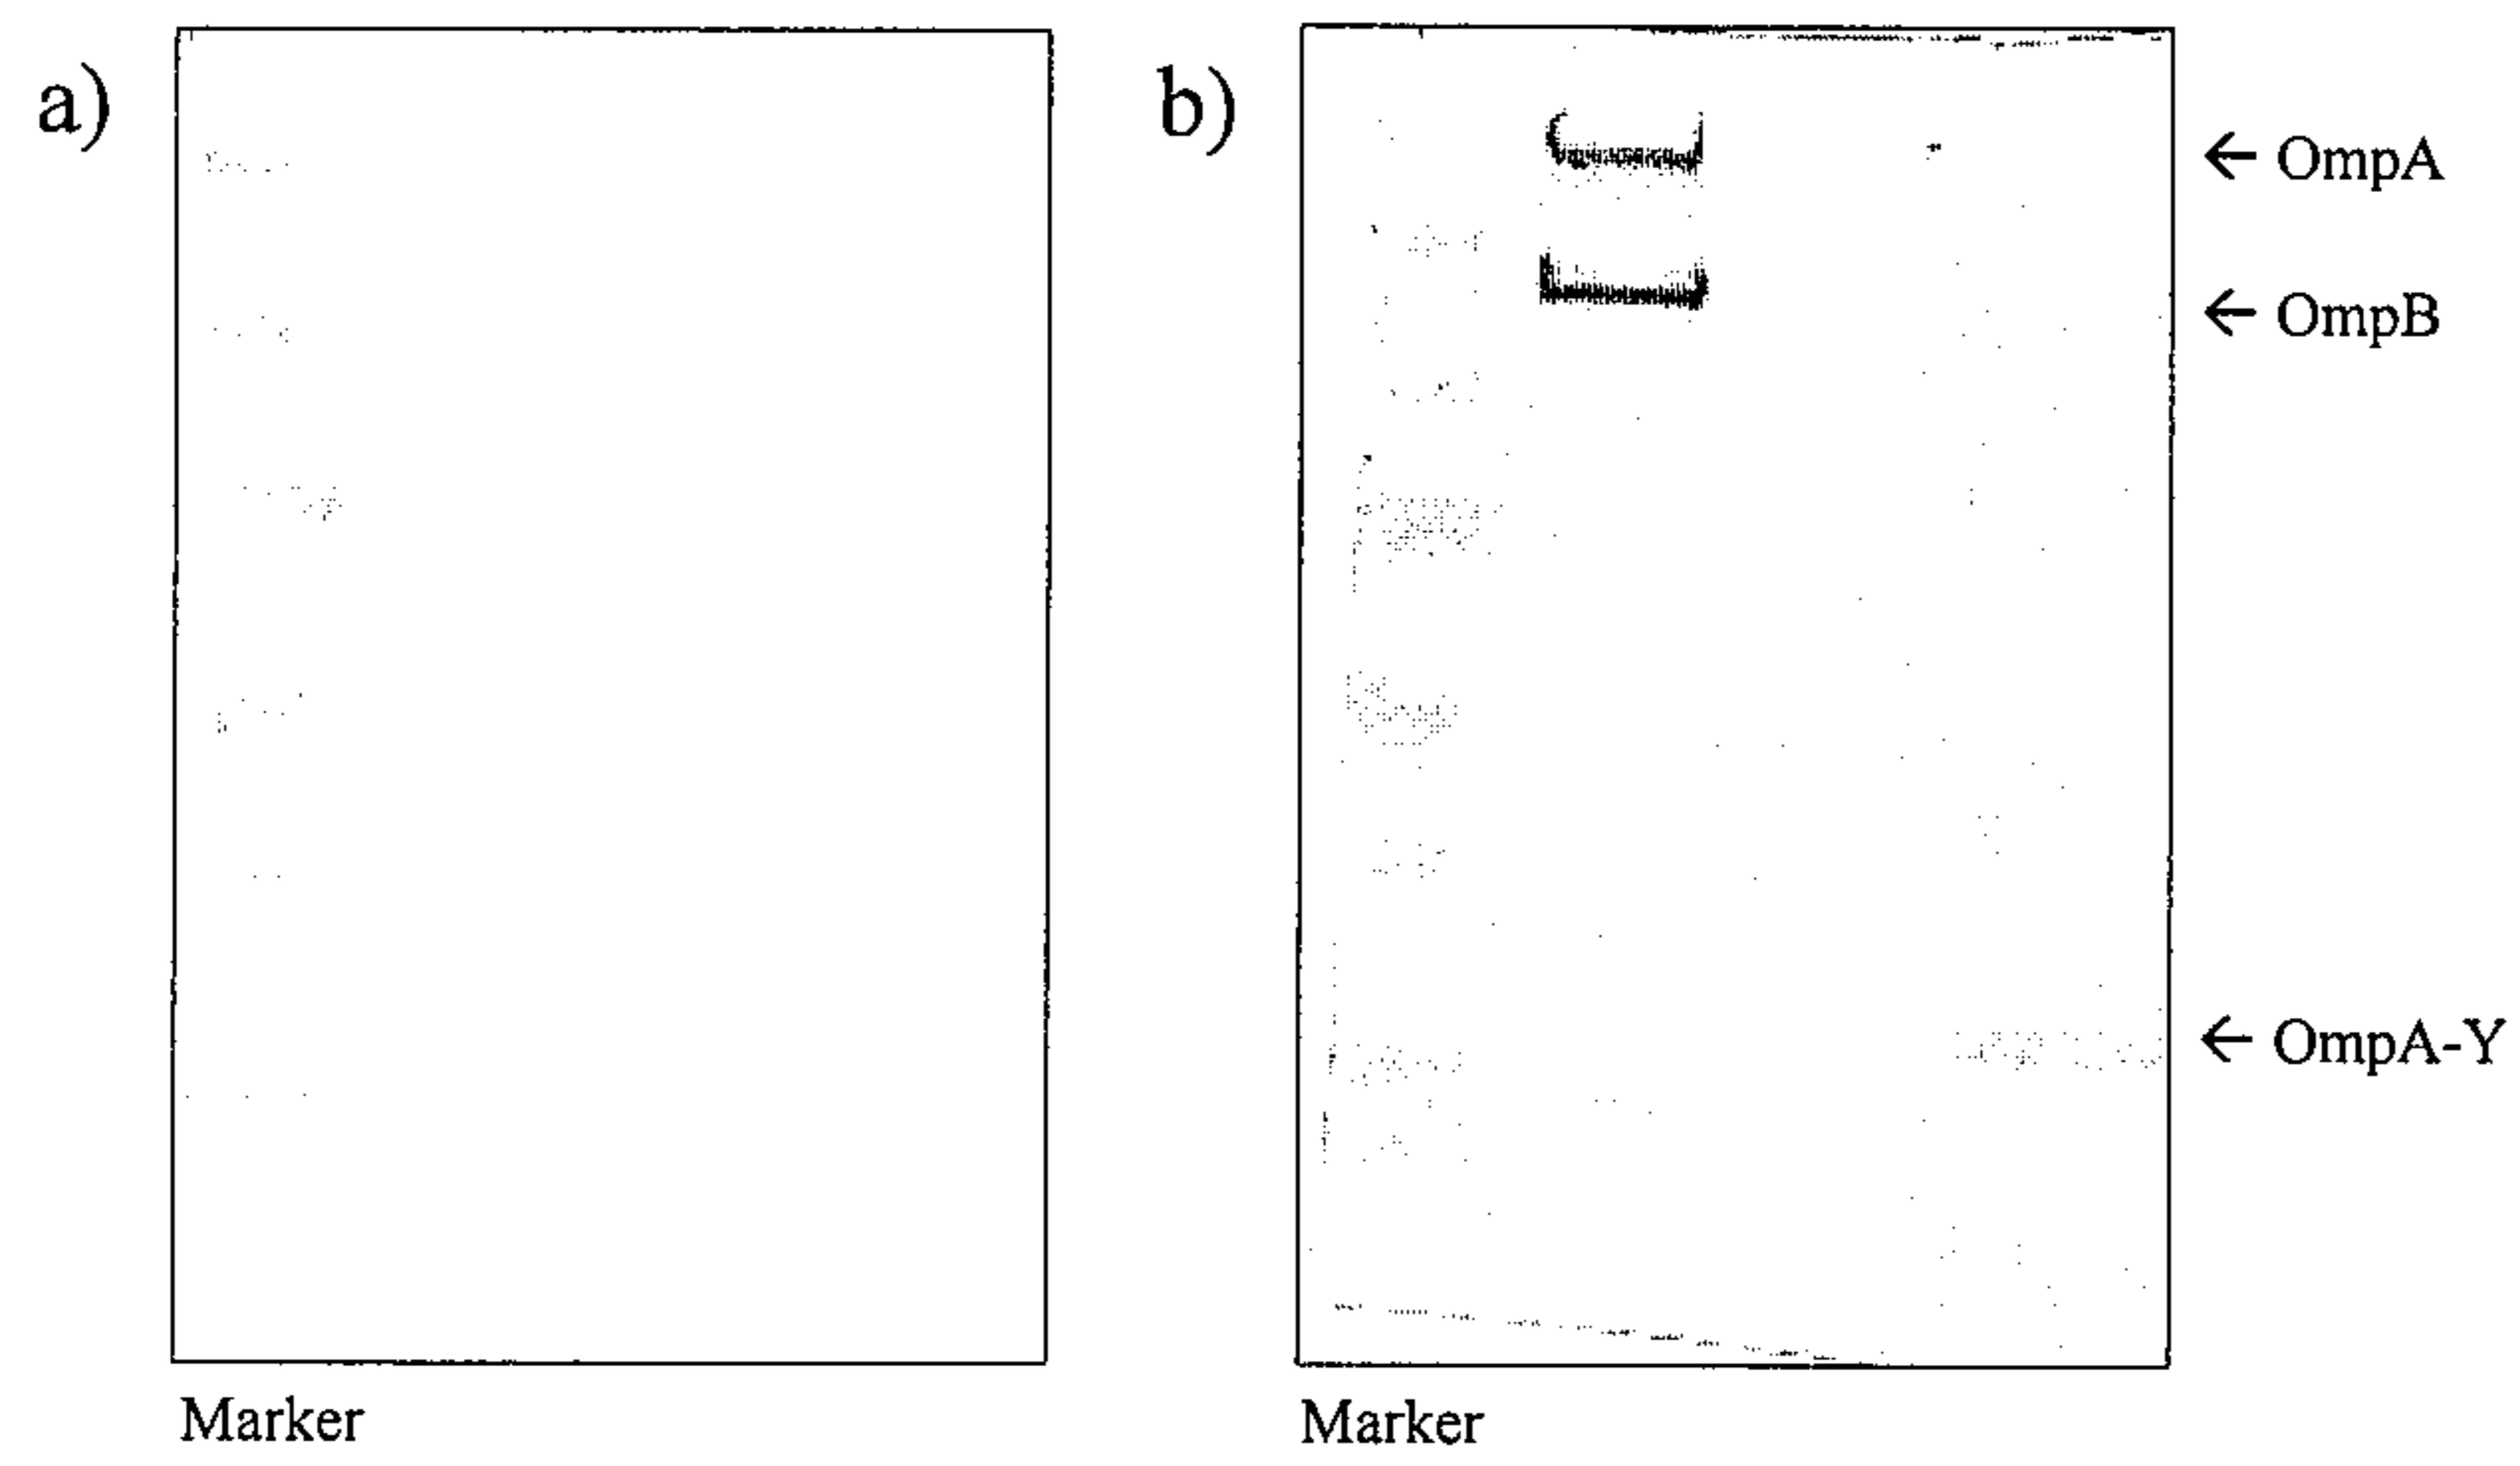 a)
b)
← OmpA
← OmpB
← OmpA-Y
Marker
Marker